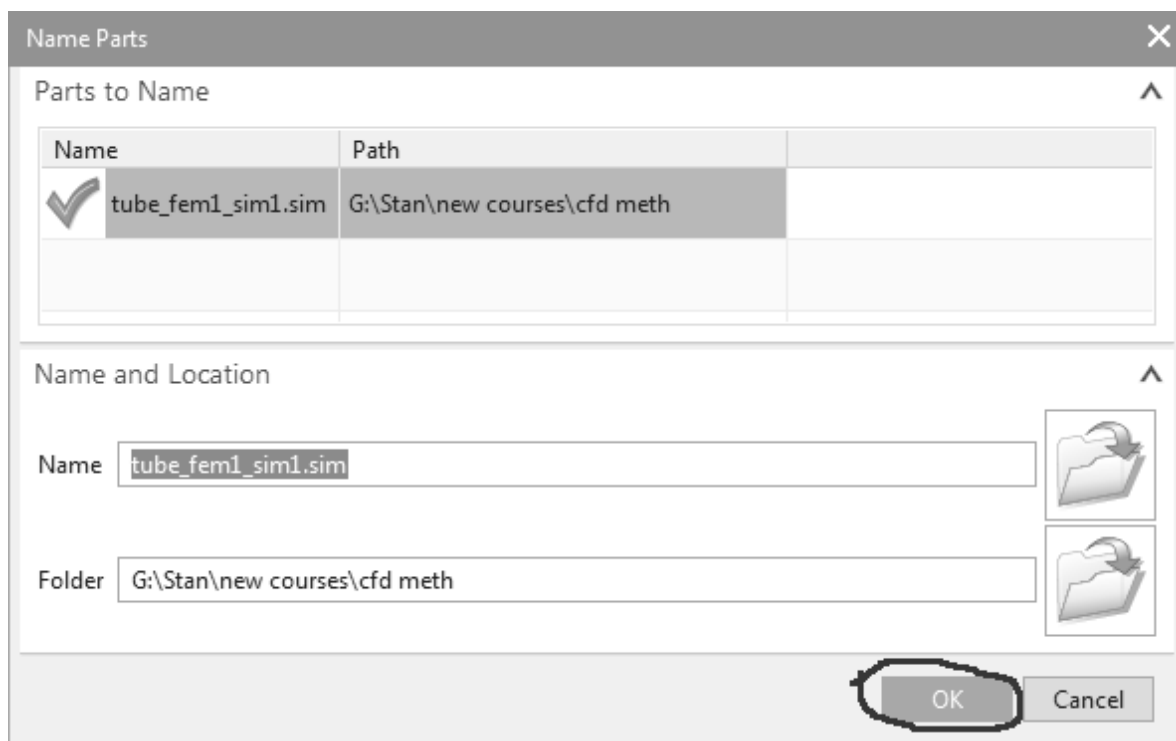 Name Parts
Parts to Name
Name Path
tube_fem1_sim1.sim G:\Stan\new courses\cfd meth
Name and Location
Name tube_fem1_sim1.sim
Folder G:\Stan\new courses\cfd meth
OK Cancel